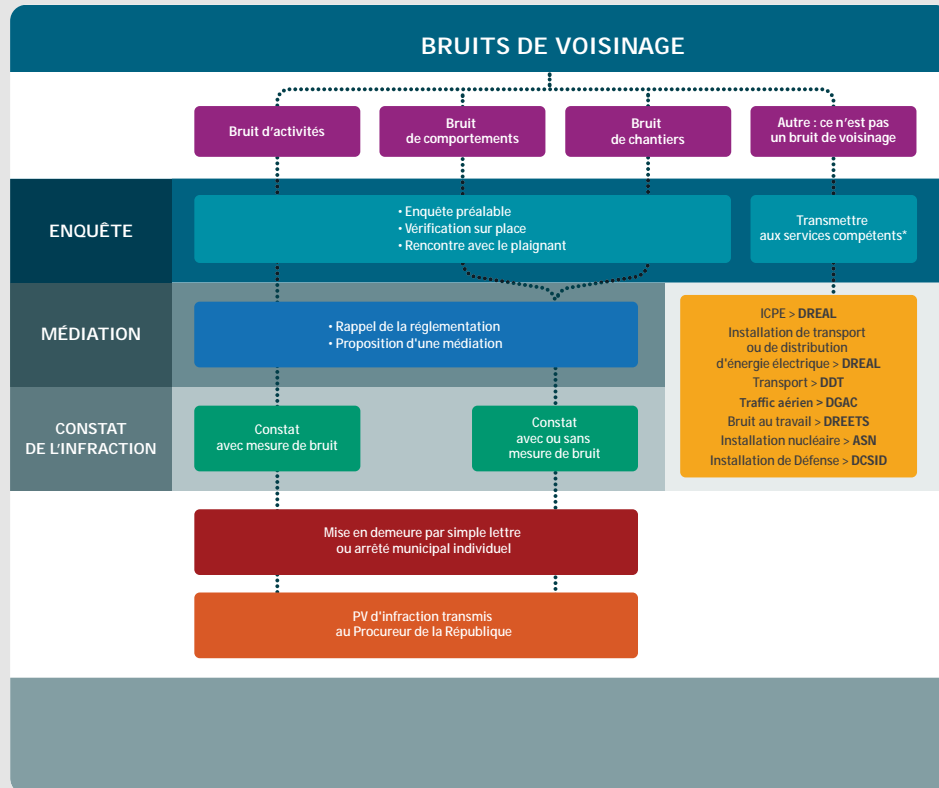 BRUITS DE VOISINAGE
Bruit d'activités
Bruit
de comportements
Bruit
de chantiers
Autre : ce n'est pas
un bruit de voisinage
ENQUÊTE
• Enquête préalable
• Vérification sur place
• Rencontre avec le plaignant
Transmettre
aux services compétents*
MÉDIATION
• Rappel de la réglementation
• Proposition d'une médiation
ICPE > DREAL
Installation de transport
ou de distribution
d'énergie électrique > DREAL
Transport > DDT
Traffic aérien > DGAC
Bruit au travail > DREETS
Installation nucléaire > ASN
Installation de Défense > DCSID
CONSTAT
DE L'INFRACTION
Constat
avec mesure de bruit
Constat
avec ou sans
mesure de bruit
Mise en demeure par simple lettre
ou arrêté municipal individuel
PV d'infraction transmis
au Procureur de la République